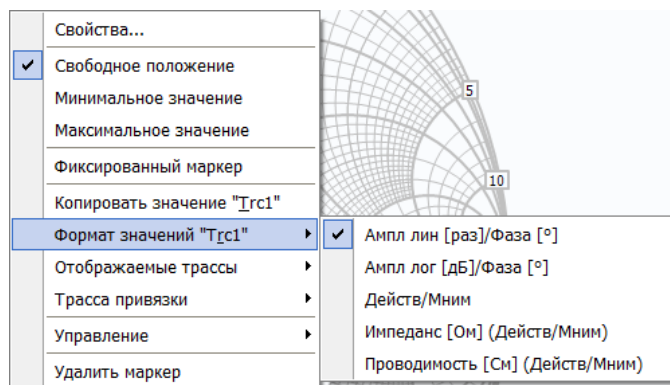 Свойства...
Свободное положение
Минимальное значение
Максимальное значение
Фиксированный маркер
Копировать значение "Trc1"
Формат значений "Trc1"
Отображаемые трассы
Трасса привязки
Управление
Удалить маркер
5
10
Ампл лин [раз]/Фаза [°]
Ампл лог [дБ]/Фаза [°]
Действ/Мним
Импеданс [Ом] (Действ/Мним)
Проводимость [См] (Действ/Мним)